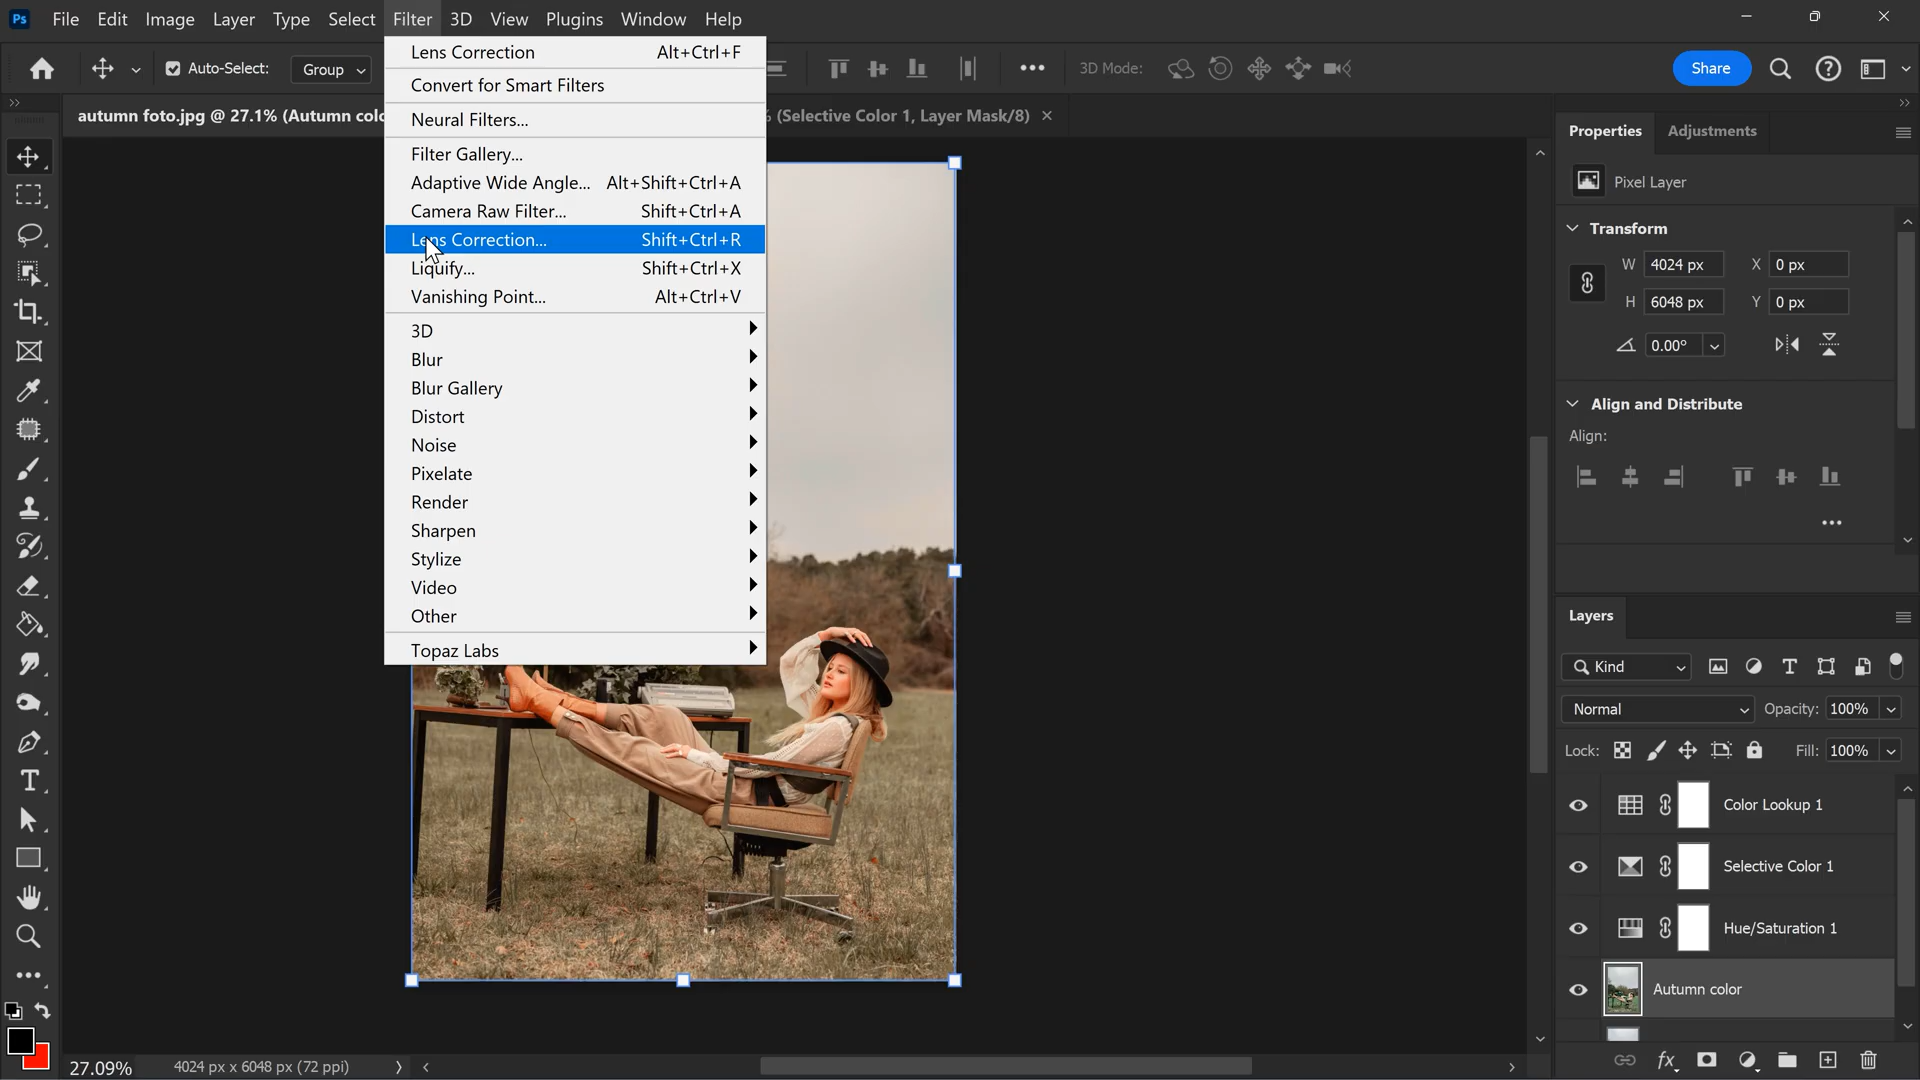 Ps File Edit Image Layer Type Select Filter 3D View Plugins Window Help
Auto-Select: Group 3D Mode: Share
autumn foto.jpg @ 27.1% (Autumn colo % (Selective Color 1, Layer Mask/8) ×
Lens Correction Alt+Ctrl+F
Convert for Smart Filters
Neural Filters...
Filter Gallery...
Adaptive Wide Angle... Alt+Shift+Ctrl+A
Camera Raw Filter... Shift+Ctrl+A
Lens Correction... Shift+Ctrl+R
Liquify... Shift+Ctrl+X
Vanishing Point... Alt+Ctrl+V
3D
Blur
Blur Gallery
Distort
Noise
Pixelate
Render
Sharpen
Stylize
Video
Other
Topaz Labs
Properties Adjustments
Pixel Layer
Transform
W 4024 px X 0 px
H 6048 px Y 0 px
0.00°
Align and Distribute
Align:
Layers
Kind
Normal Opacity: 100%
Lock: Fill: 100%
Color Lookup 1
Selective Color 1
Hue/Saturation 1
Autumn color
fx
27.09% 4024 px x 6048 px (72 ppi)